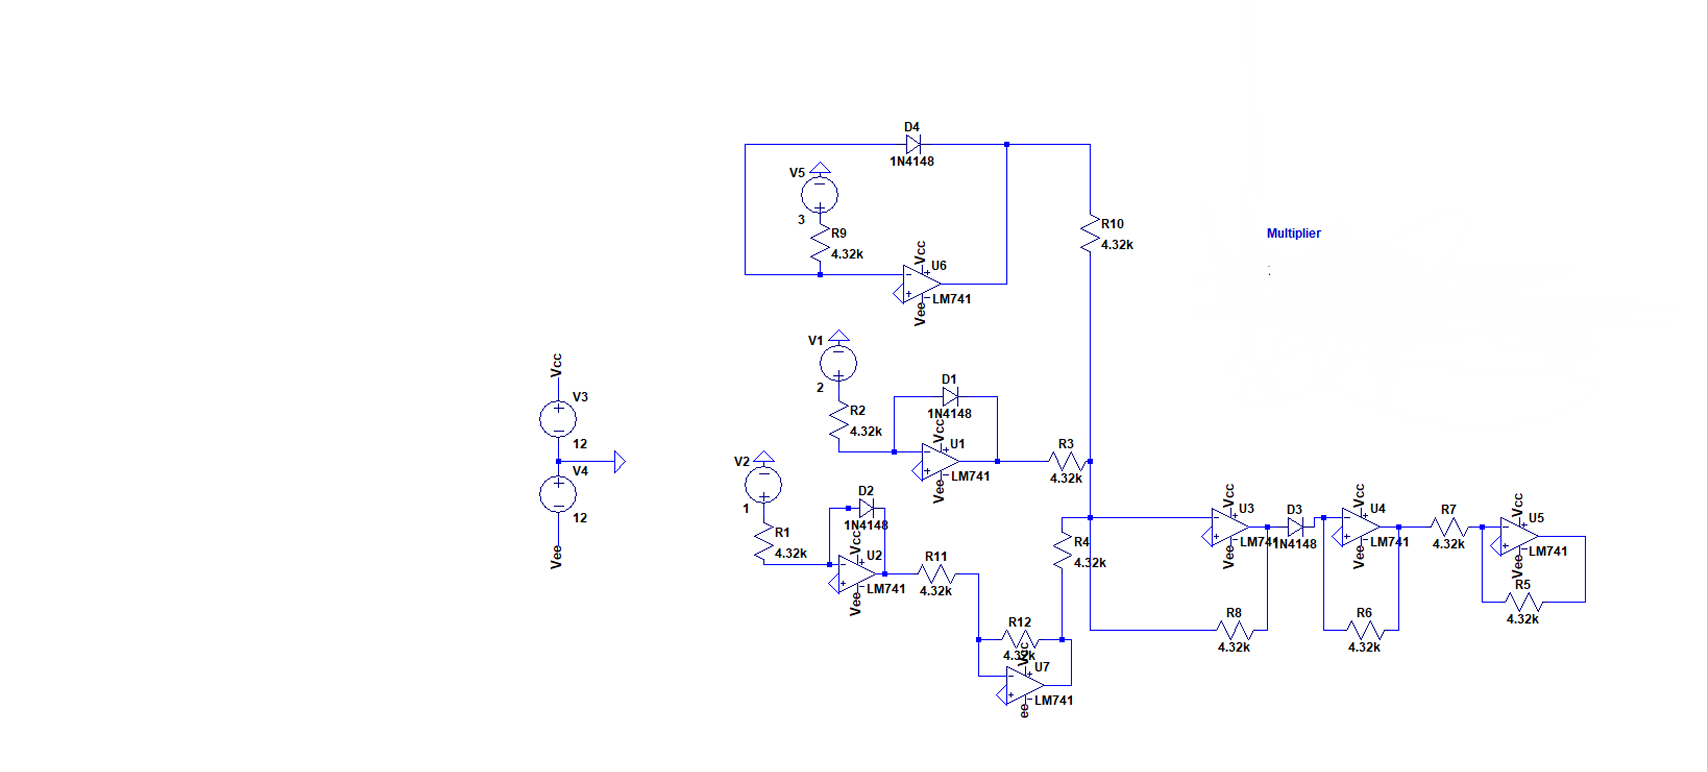 D4
1N4148
V5
3
R9
4.32k
Vcc
U6
LM741
Vee
R10
4.32k
Multiplier
V1
2
R2
4.32k
D1
1N4148
Vcc
U1
LM741
Vee
R3
4.32k
Vcc
V3
12
V4
12
Vee
V2
1
R1
4.32k
D2
1N4148
Vcc
U2
LM741
Vee
R11
4.32k
R12
4.32k
Vcc
U7
LM741
ee
R4
4.32k
Vcc
U3
LM741
Vee
D3
1N4148
R8
4.32k
Vcc
U4
LM741
Vee
R6
4.32k
R7
4.32k
Vcc
U5
LM741
Vee
R5
4.32k